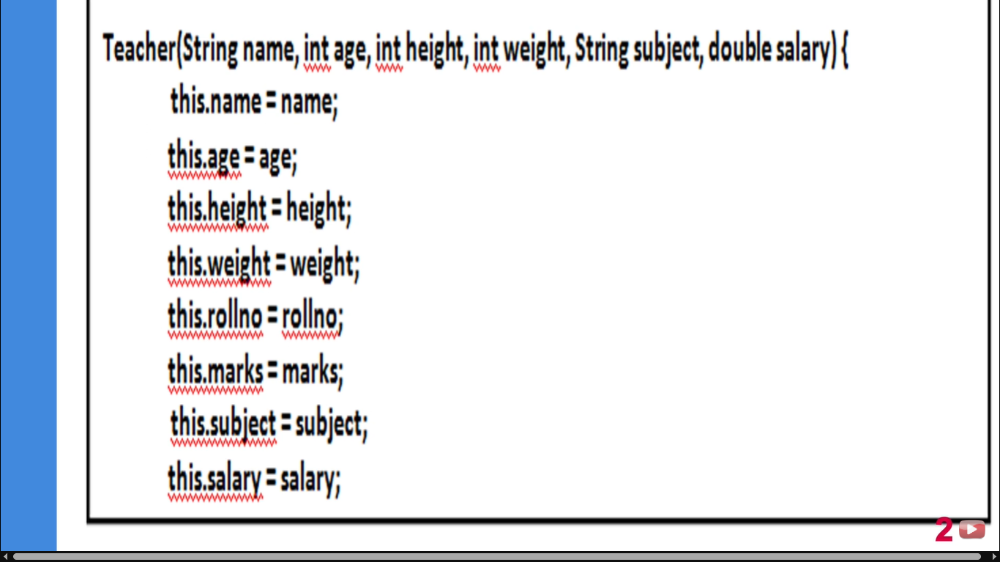 Teacher(String name, int age, int height, int weight, String subject, double salary) {
this.name = name;
this.age = age;
this.height = height;
this.weight = weight;
this.rollno = rollno;
this.marks = marks;
this.subject = subject;
this.salary = salary;
2